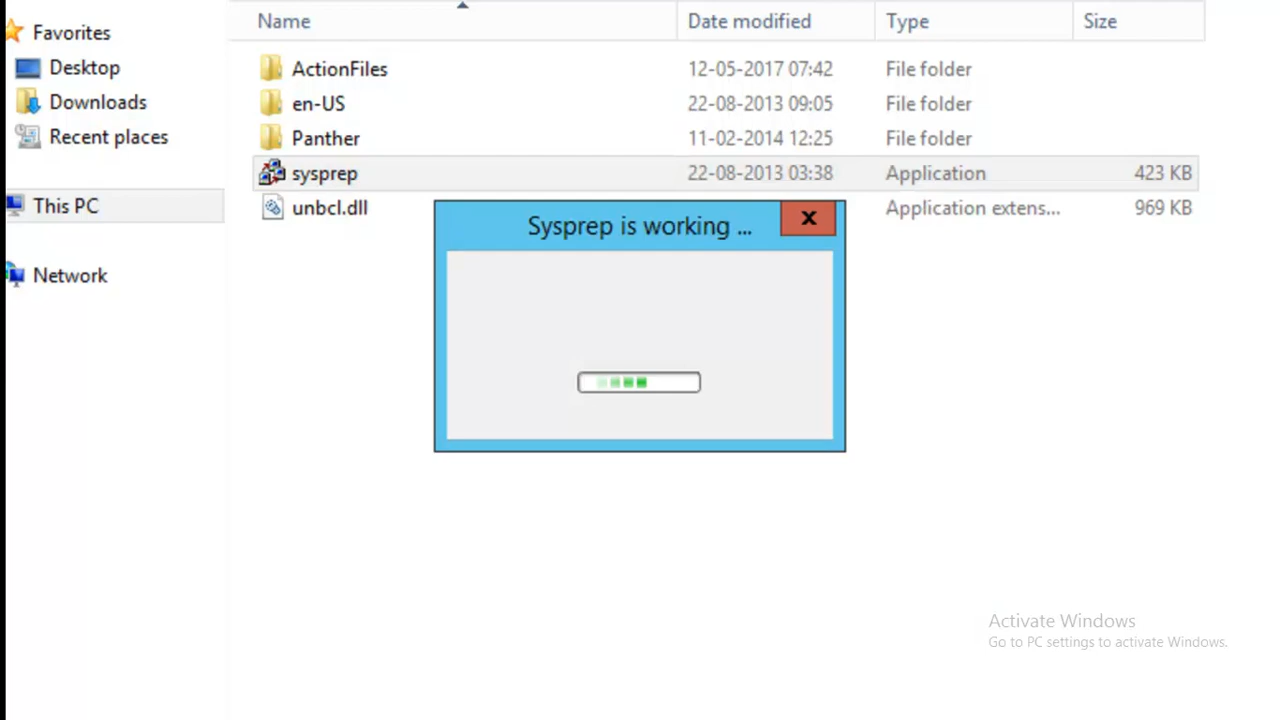 Name Date modified Type Size
Favorites
Desktop
Downloads
Recent places
This PC
Network
ActionFiles 12-05-2017 07:42 File folder
en-US 22-08-2013 09:05 File folder
Panther 11-02-2014 12:25 File folder
sysprep 22-08-2013 03:38 Application 423 KB
unbcl.dll Application extens... 969 KB
Sysprep is working ...
x
Activate Windows
Go to PC settings to activate Windows.